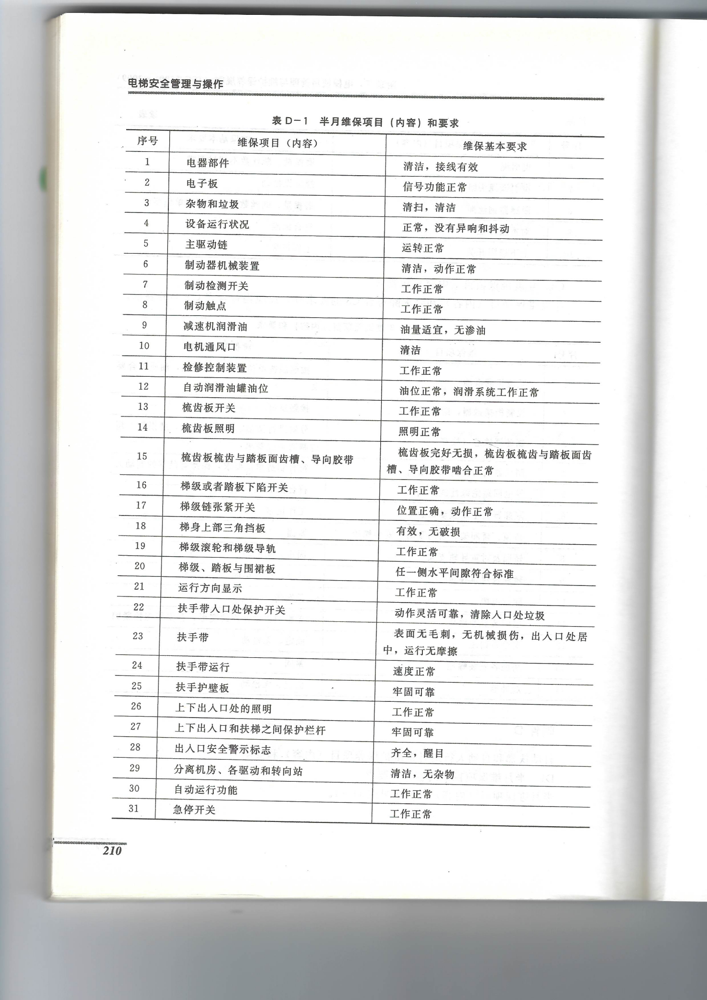 电梯安全管理与操作
表 D-1 半月维保项目（内容）和要求
序号 维保项目（内容） 维保基本要求
1 电器部件 清洁，接线有效
2 电子板 信号功能正常
3 杂物和垃圾 清扫，清洁
4 设备运行状况 正常，没有异响和抖动
5 主驱动链 运转正常
6 制动器机械装置 清洁，动作正常
7 制动检测开关 工作正常
8 制动触点 工作正常
9 减速机润滑油 油量适宜，无渗油
10 电机通风口 清洁
11 检修控制装置 工作正常
12 自动润滑油罐油位 油位正常，润滑系统工作正常
13 梳齿板开关 工作正常
14 梳齿板照明 照明正常
15 梳齿板梳齿与踏板面齿槽、导向胶带 梳齿板完好无损，梳齿板梳齿与踏板面齿
槽、导向胶带啮合正常
16 梯级或者踏板下陷开关 工作正常
17 梯级链张紧开关 位置正确，动作正常
18 梯身上部三角挡板 有效，无破损
19 梯级滚轮和梯级导轨 工作正常
20 梯级、踏板与围裙板 任一侧水平间隙符合标准
21 运行方向显示 工作正常
22 扶手带入口处保护开关 动作灵活可靠，清除入口处垃圾
23 扶手带 表面无毛刺，无机械损伤，出入口处居
中，运行无摩擦
24 扶手带运行 速度正常
25 扶手护壁板 牢固可靠
26 上下出入口处的照明 工作正常
27 上下出入口和扶梯之间保护栏杆 牢固可靠
28 出入口安全警示标志 齐全，醒目
29 分离机房、各驱动和转向站 清洁，无杂物
30 自动运行功能 工作正常
31 急停开关 工作正常
210